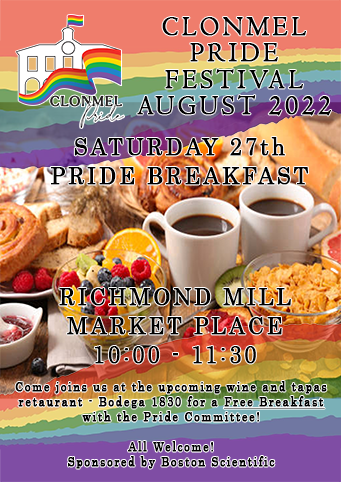 CLONMEL
PRIDE
FESTIVAL
AUGUST 2022
CLONMEL
Pride
SATURDAY 27th
PRIDE BREAKFAST
RICHMOND MILL
MARKET PLACE
10:00 - 11:30
Come joins us at the upcoming wine and tapas
retaurant - Bodega 1830 for a Free Breakfast
with the Pride Committee!
All Welcome!
Sponsored by Boston Scientific